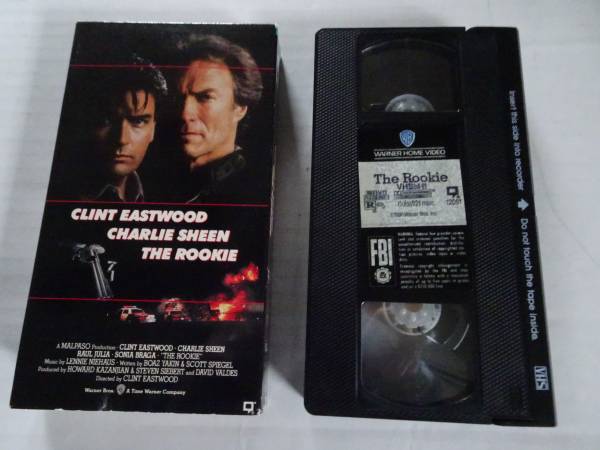 CLINT EASTWOOD
CHARLIE SHEEN
THE ROOKIE
A MALPASO Production · CLINT EASTWOOD · CHARLIE SHEEN
RAUL JULIA · SONIA BRAGA · "THE ROOKIE"
Music by LENNIE NIEHAUS · Written by BOAZ YAKIN & SCOTT SPIEGEL
Produced by HOWARD KAZANJIAN & STEVEN SIEBERT and DAVID VALDES
Directed by CLINT EASTWOOD
Warner Bros. A Time Warner Company
WARNER HOME VIDEO
The Rookie
VHS
12061
FBI
WARNING
Insert this side into recorder
Do not touch the tape inside
VHS